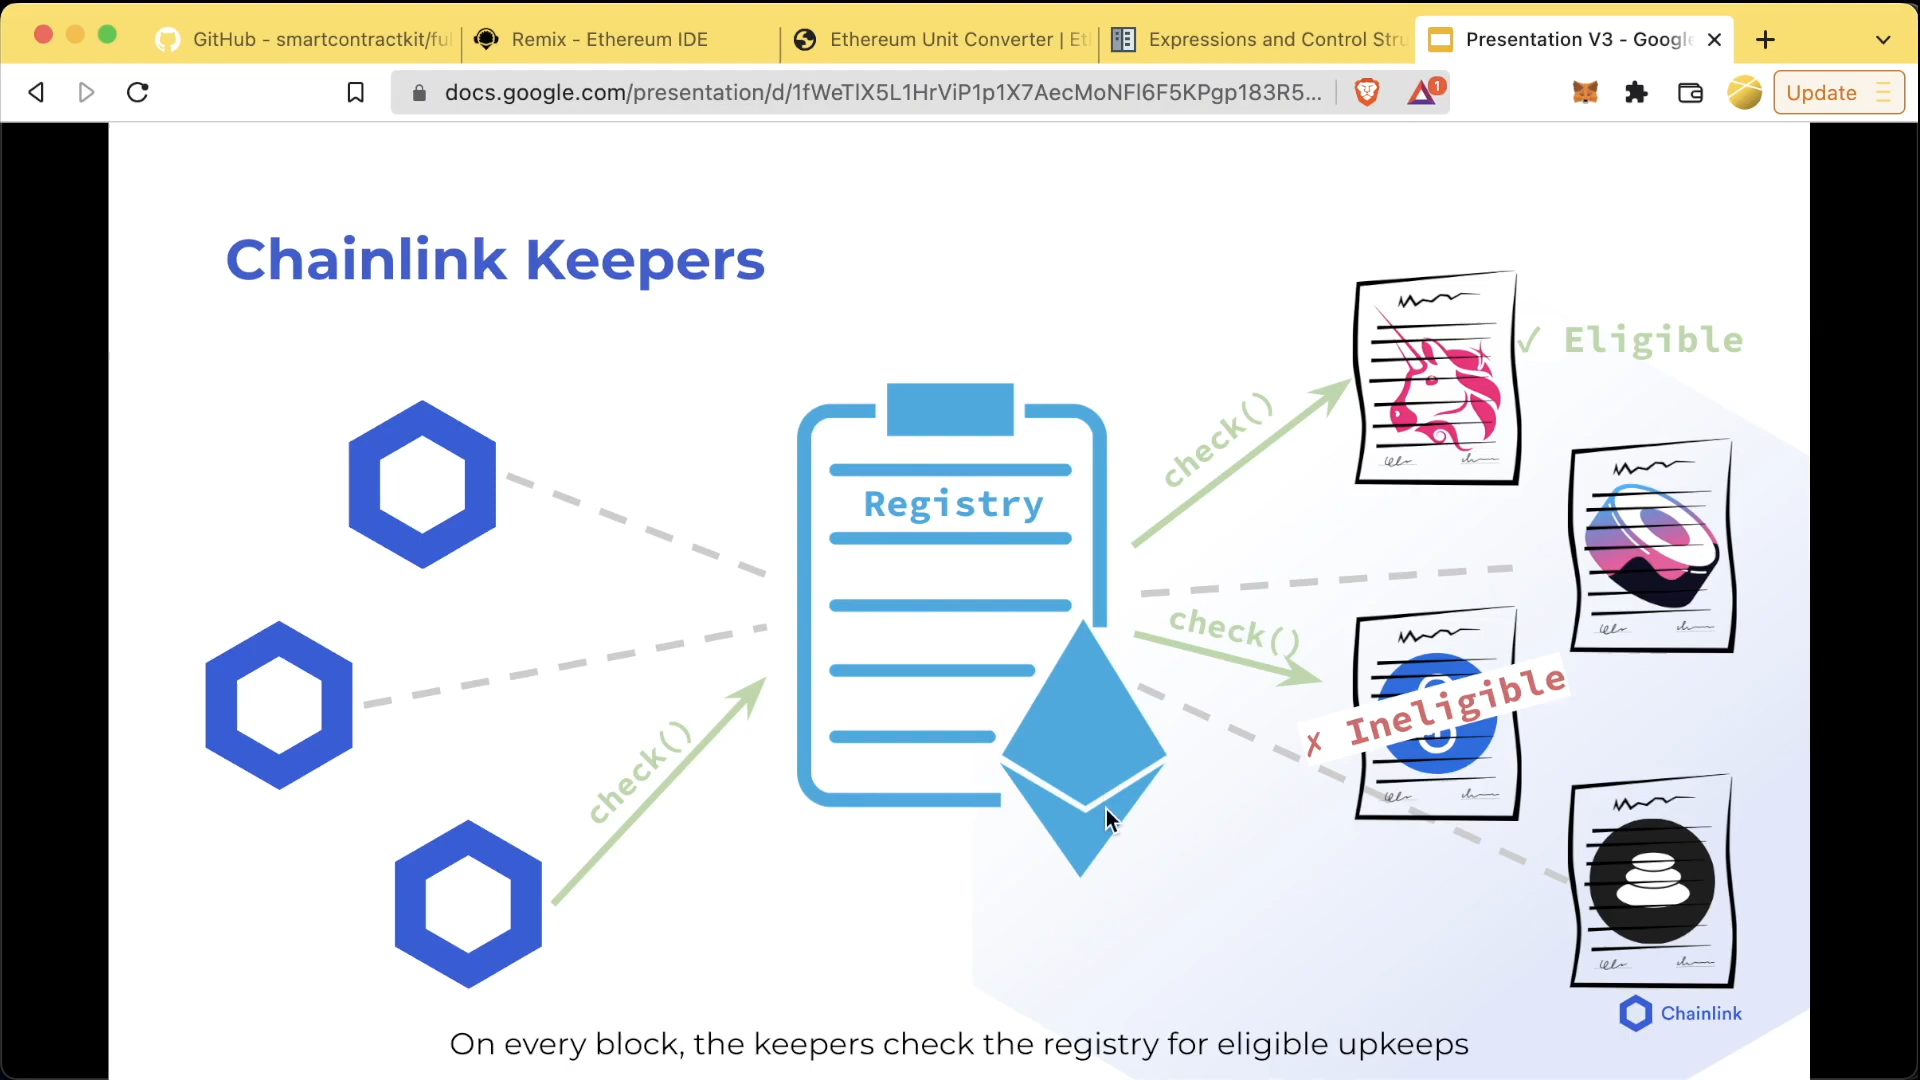 GitHub - smartcontractkit/ful
Remix - Ethereum IDE
Ethereum Unit Converter | Et
Expressions and Control Stru
Presentation V3 - Google
docs.google.com/presentation/d/1fWeTlX5L1HrViP1p1X7AecMoNFl6F5KPgp183R5...
1
Update
Chainlink Keepers
✓ Eligible
check()
Registry
check()
✗ Ineligible
check()
Chainlink
On every block, the keepers check the registry for eligible upkeeps